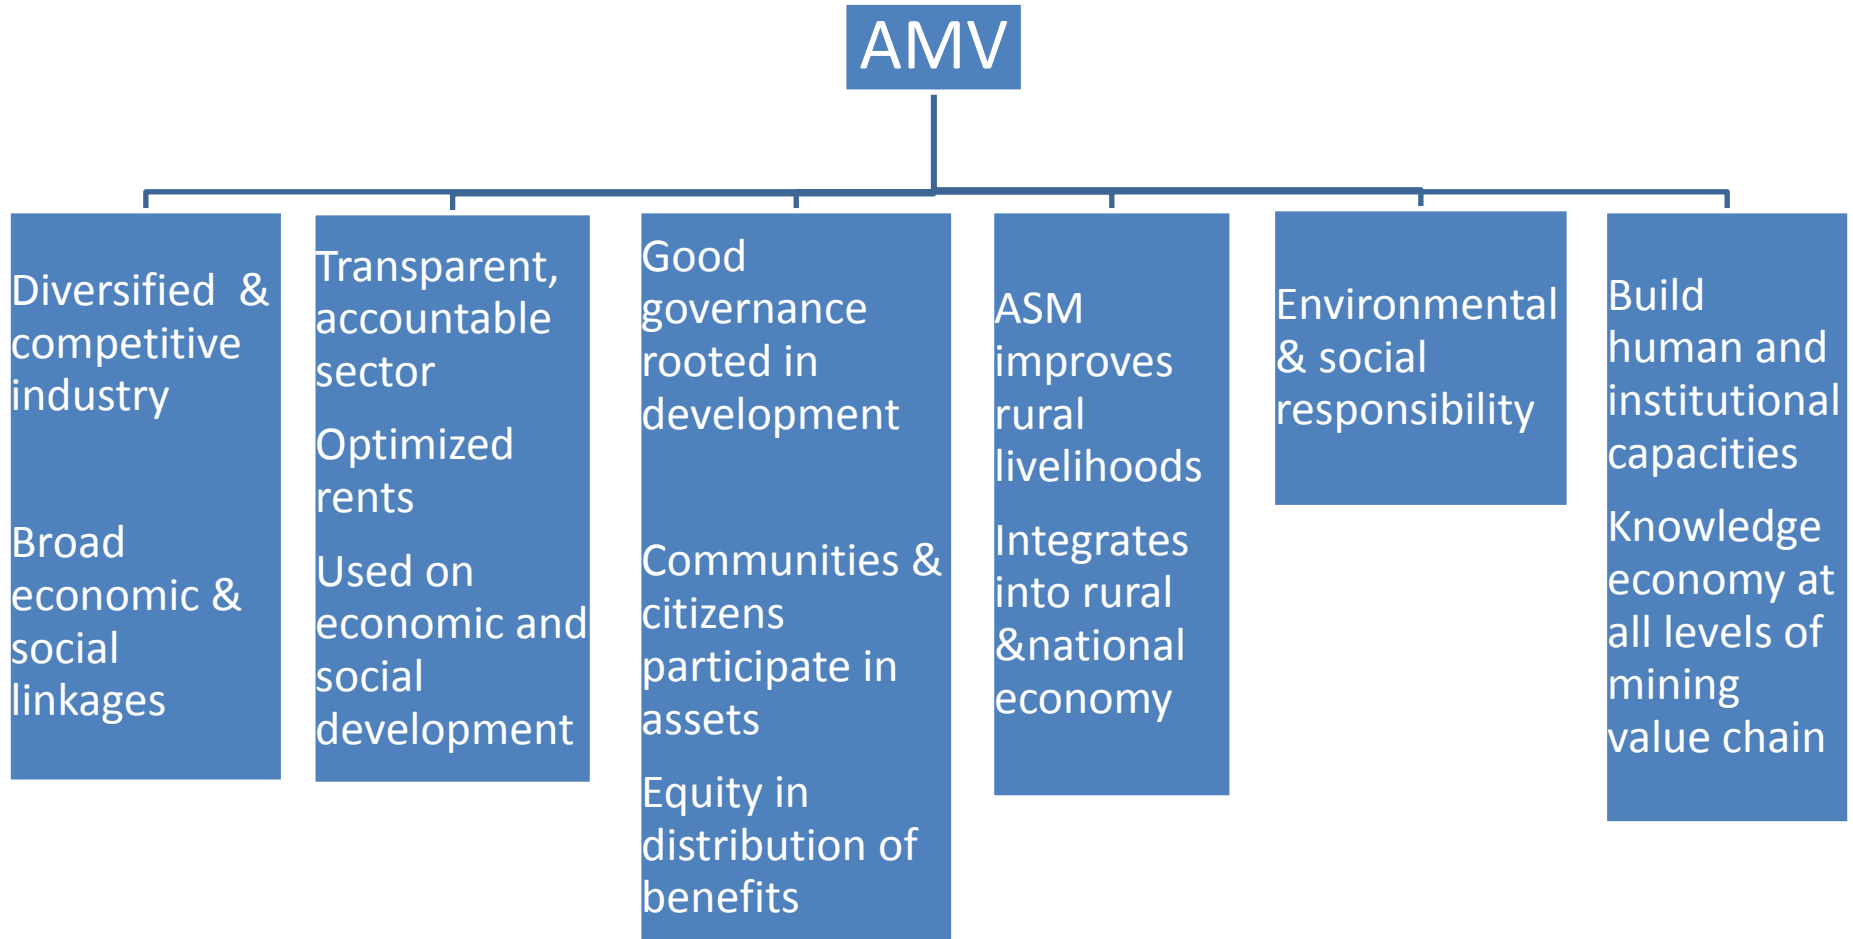 AMV
Diversified &
competitive
industry
Broad
economic &
social
linkages
Transparent,
accountable
sector
Optimized
rents
Used on
economic and
social
development
Good
governance
rooted in
development
Communities &
citizens
participate in
assets
Equity in
distribution of
benefits
ASM
improves
rural
livelihoods
Integrates
into rural
&national
economy
Environmental
& social
responsibility
Build
human and
institutional
capacities
Knowledge
economy at
all levels of
mining
value chain